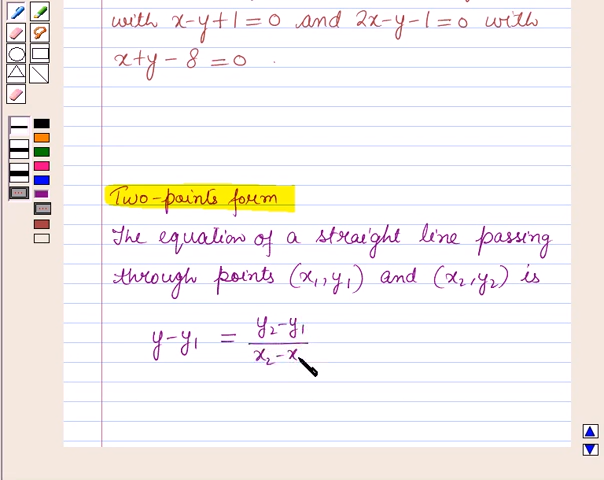 with x-y+1=0 and 2x-y-1=0 with
x+y-8=0
Two-points form
The equation of a straight line passing
through points (x₁,y₁) and (x₂,y₂) is
y-y₁ = y₂-y₁
x₂-x